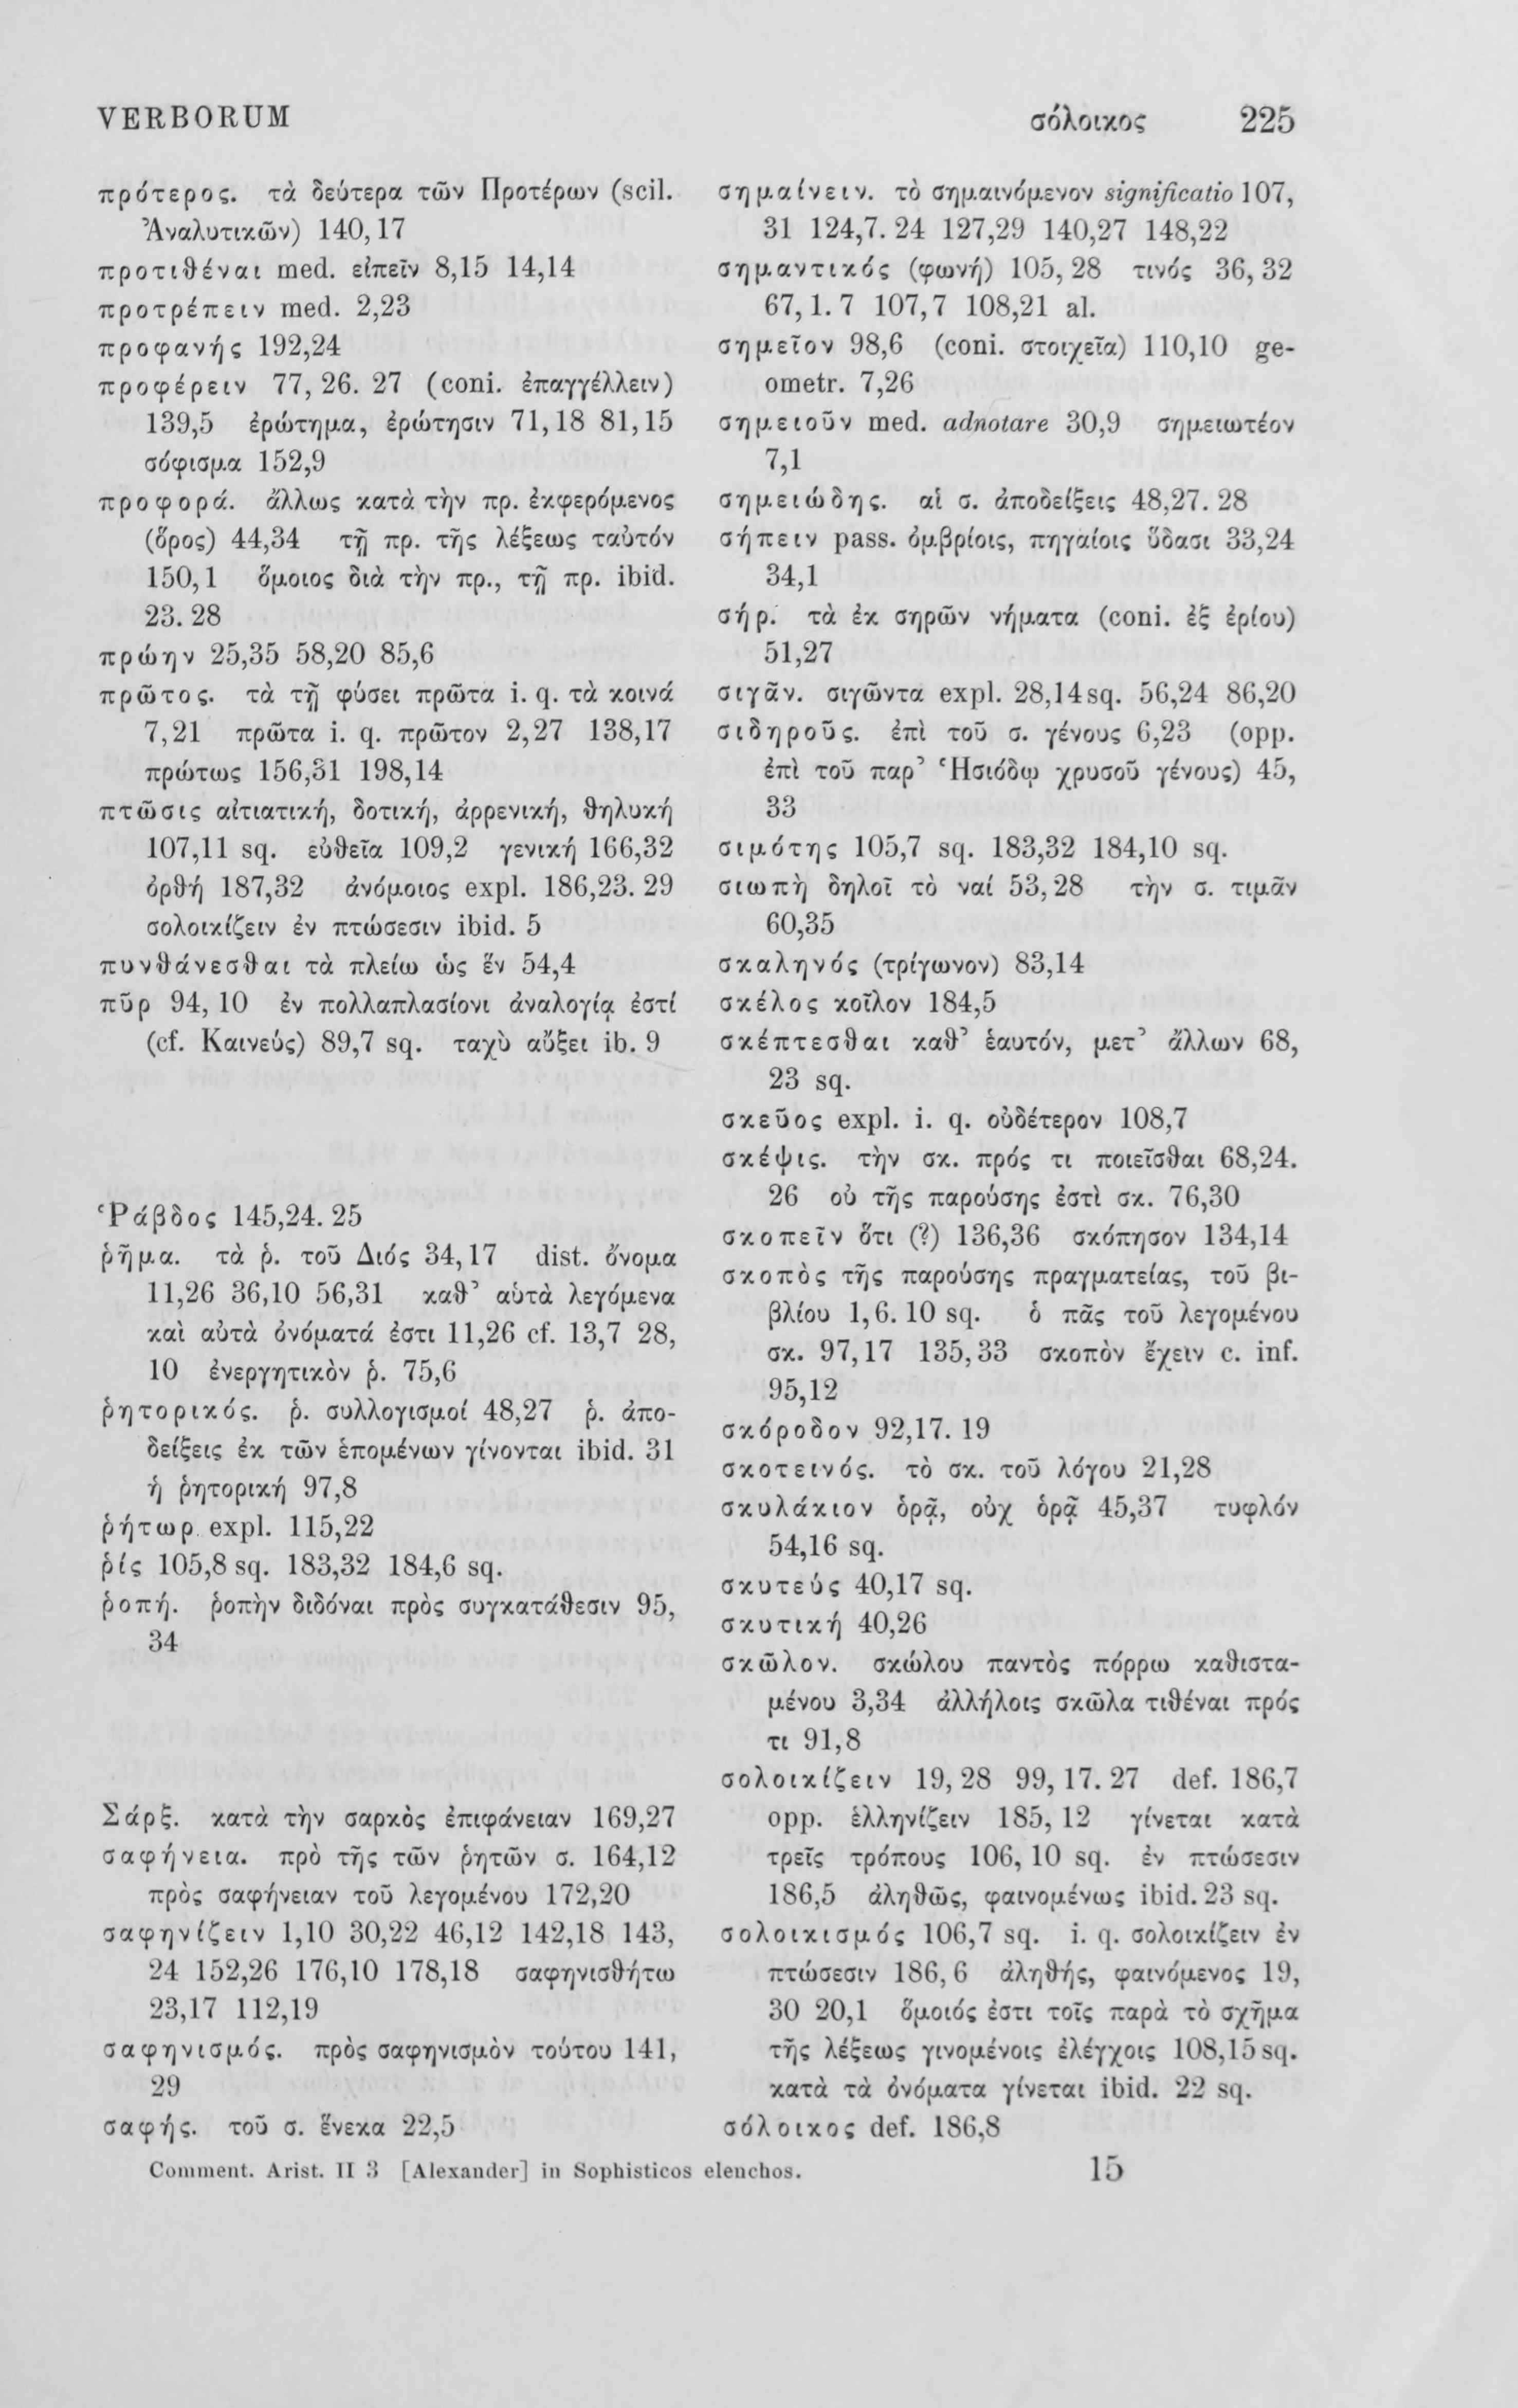 VERBORUM σόλοικος 225
πρότερος. τὰ δεύτερα τῶν Προτέρων (scil.
Ἀναλυτικῶν) 140,17
προτιθέναι med. εἰπεῖν 8,15 14,14
προτρέπειν med. 2,23
προφανής 192,24
προφέρειν 77, 26. 27 (coni. ἐπαγγέλλειν)
139,5 ἐρώτημα, ἐρώτησιν 71,18 81,15
σόφισμα 152,9
προφορά. ἄλλως κατὰ τὴν πρ. ἐκφερόμενος
(ὅρος) 44,34 τῇ πρ. τῆς λέξεως ταὐτόν
150,1 ὅμοιος διὰ τὴν πρ., τῇ πρ. ibid.
23. 28
πρώην 25,35 58,20 85,6
πρῶτος. τὰ τῇ φύσει πρῶτα i. q. τὰ κοινά
7,21 πρῶτα i. q. πρῶτον 2,27 138,17
πρώτως 156,31 198,14
πτῶσις αἰτιατική, δοτική, ἀρρενική, θηλυκή
107,11 sq. εὐθεῖα 109,2 γενική 166,32
ὀρθή 187,32 ἀνόμοιος expl. 186,23. 29
σολοικίζειν ἐν πτώσεσιν ibid. 5
πυνθάνεσθαι τὰ πλείω ὡς ἕν 54,4
πῦρ 94, 10 ἐν πολλαπλασίονι ἀναλογίᾳ ἐστί
(cf. Καινεύς) 89,7 sq. ταχὺ αὔξει ib. 9
Ῥάβδος 145,24. 25
ῥῆμα. τὰ ῥ. τοῦ Διός 34,17 dist. ὄνομα
11,26 36,10 56,31 καθ’ αὑτὰ λεγόμενα
καὶ αὐτὰ ὀνόματά ἐστι 11,26 cf. 13,7 28,
10 ἐνεργητικὸν ῥ. 75,6
ῥητορικός. ῥ. συλλογισμοί 48,27 ῥ. ἀπο-
δείξεις ἐκ τῶν ἑπομένων γίνονται ibid. 31
ἡ ῥητορική 97,8
ῥήτωρ expl. 115,22
ῥίς 105,8 sq. 183,32 184,6 sq.
ῥοπή. ῥοπὴν διδόναι πρὸς συγκατάθεσιν 95,
34
Σάρξ. κατὰ τὴν σαρκὸς ἐπιφάνειαν 169,27
σαφήνεια. πρὸ τῆς τῶν ῥητῶν σ. 164,12
πρὸς σαφήνειαν τοῦ λεγομένου 172,20
σαφηνίζειν 1,10 30,22 46,12 142,18 143,
24 152,26 176,10 178,18 σαφηνισθήτω
23,17 112,19
σαφηνισμός. πρὸς σαφηνισμὸν τούτου 141,
29
σαφής. τοῦ σ. ἕνεκα 22,5
σημαίνειν. τὸ σημαινόμενον significatio 107,
31 124,7. 24 127,29 140,27 148,22
σημαντικός (φωνή) 105, 28 τινός 36, 32
67, 1. 7 107,7 108,21 al.
σημεῖον 98,6 (coni. στοιχεῖα) 110,10 ge-
ometr. 7,26
σημειοῦν med. adnotare 30,9 σημειωτέον
7,1
σημειώδης. αἱ σ. ἀποδείξεις 48,27. 28
σήπειν pass. ὀμβρίοις, πηγαίοις ὕδασι 33,24
34,1
σήρ. τὰ ἐκ σηρῶν νήματα (coni. ἐξ ἐρίου)
51,27
σιγᾶν. σιγῶντα expl. 28,14 sq. 56,24 86,20
σιδηροῦς. ἐπὶ τοῦ σ. γένους 6,23 (opp.
ἐπὶ τοῦ παρ’ Ἡσιόδῳ χρυσοῦ γένους) 45,
33
σιμότης 105,7 sq. 183,32 184,10 sq.
σιωπὴ δηλοῖ τὸ ναί 53, 28 τὴν σ. τιμᾶν
60,35
σκαληνός (τρίγωνον) 83,14
σκέλος κοῖλον 184,5
σκέπτεσθαι καθ’ ἑαυτόν, μετ’ ἄλλων 68,
23 sq.
σκεῦος expl. i. q. οὐδέτερον 108,7
σκέψις. τὴν σκ. πρός τι ποιεῖσθαι 68,24.
26 οὐ τῆς παρούσης ἐστὶ σκ. 76,30
σκοπεῖν ὅτι (?) 136,36 σκόπησον 134,14
σκοπὸς τῆς παρούσης πραγματείας, τοῦ βι-
βλίου 1, 6. 10 sq. ὁ πᾶς τοῦ λεγομένου
σκ. 97,17 135,33 σκοπὸν ἔχειν c. inf.
95,12
σκόροδον 92,17. 19
σκοτεινός. τὸ σκ. τοῦ λόγου 21,28
σκυλάκιον ὁρᾷ, οὐχ ὁρᾷ 45,37 τυφλόν
54,16 sq.
σκυτεύς 40,17 sq.
σκυτική 40,26
σκῶλον. σκώλου παντὸς πόρρω καθιστα-
μένου 3,34 ἀλλήλοις σκῶλα τιθέναι πρός
τι 91,8
σολοικίζειν 19, 28 99, 17. 27 def. 186,7
opp. ἑλληνίζειν 185, 12 γίνεται κατὰ
τρεῖς τρόπους 106, 10 sq. ἐν πτώσεσιν
186,5 ἀληθῶς, φαινομένως ibid. 23 sq.
σολοικισμός 106,7 sq. i. q. σολοικίζειν ἐν
πτώσεσιν 186, 6 ἀληθής, φαινόμενος 19,
30 20,1 ὅμοιός ἐστι τοῖς παρὰ τὸ σχῆμα
τῆς λέξεως γινομένοις ἐλέγχοις 108,15 sq.
κατὰ τὰ ὀνόματα γίνεται ibid. 22 sq.
σόλοικος def. 186,8
Comment. Arist. II 3 [Alexander] in Sophisticos elenchos. 15